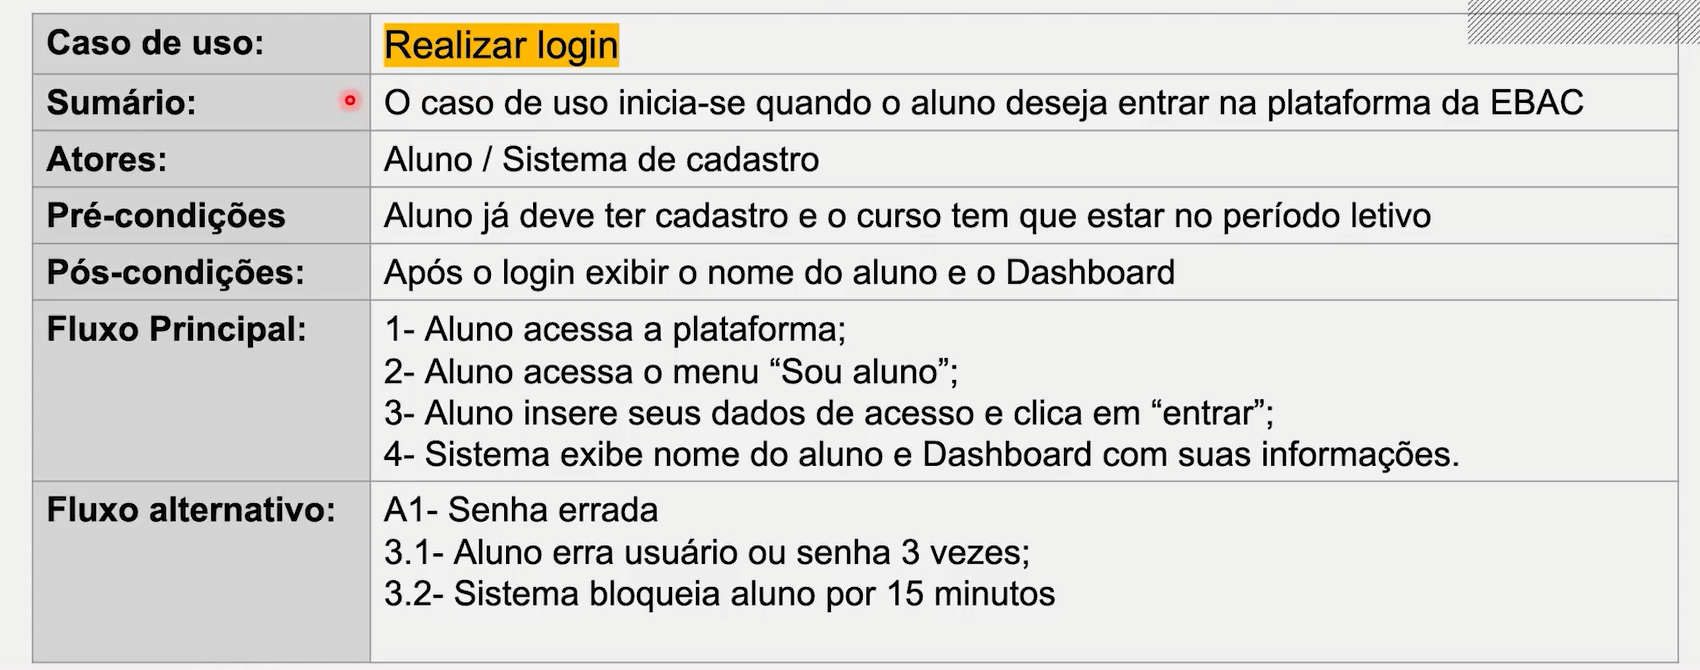 Caso de uso: Realizar login
Sumário: O caso de uso inicia-se quando o aluno deseja entrar na plataforma da EBAC
Atores: Aluno / Sistema de cadastro
Pré-condições Aluno já deve ter cadastro e o curso tem que estar no período letivo
Pós-condições: Após o login exibir o nome do aluno e o Dashboard
Fluxo Principal: 1- Aluno acessa a plataforma;
2- Aluno acessa o menu “Sou aluno”;
3- Aluno insere seus dados de acesso e clica em “entrar”;
4- Sistema exibe nome do aluno e Dashboard com suas informações.
Fluxo alternativo: A1- Senha errada
3.1- Aluno erra usuário ou senha 3 vezes;
3.2- Sistema bloqueia aluno por 15 minutos